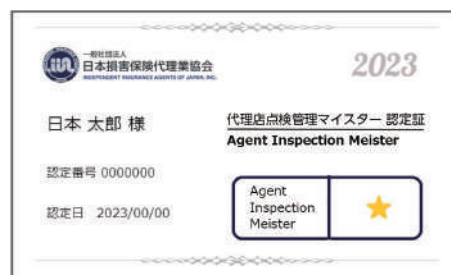 iiA
一般社団法人
日本損害保険代理業協会
INDEPENDENT INSURANCE AGENTS OF JAPAN, INC.
2023
日本 太郎 様
代理店点検管理マイスター 認定証
Agent Inspection Meister
認定番号 0000000
認定日 2023/00/00
Agent
Inspection
Meister